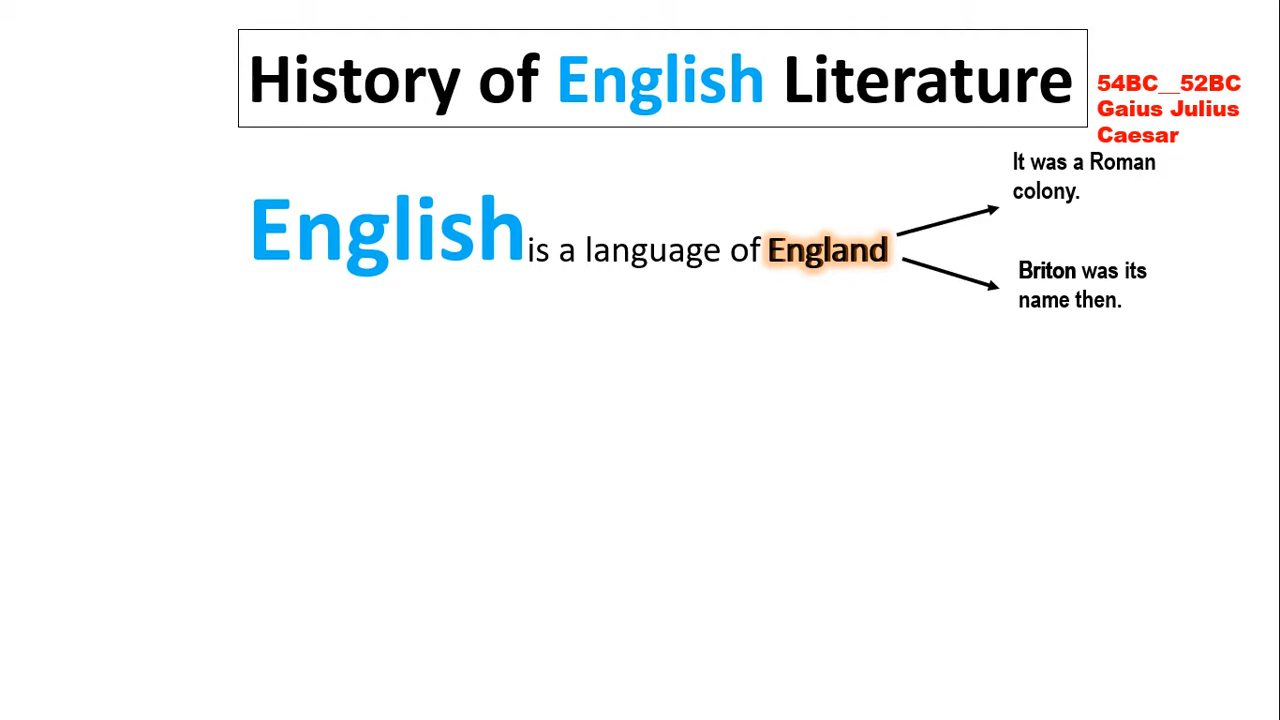 History of English Literature
54BC__52BC
Gaius Julius
Caesar
It was a Roman
colony.
English is a language of England
Briton was its
name then.